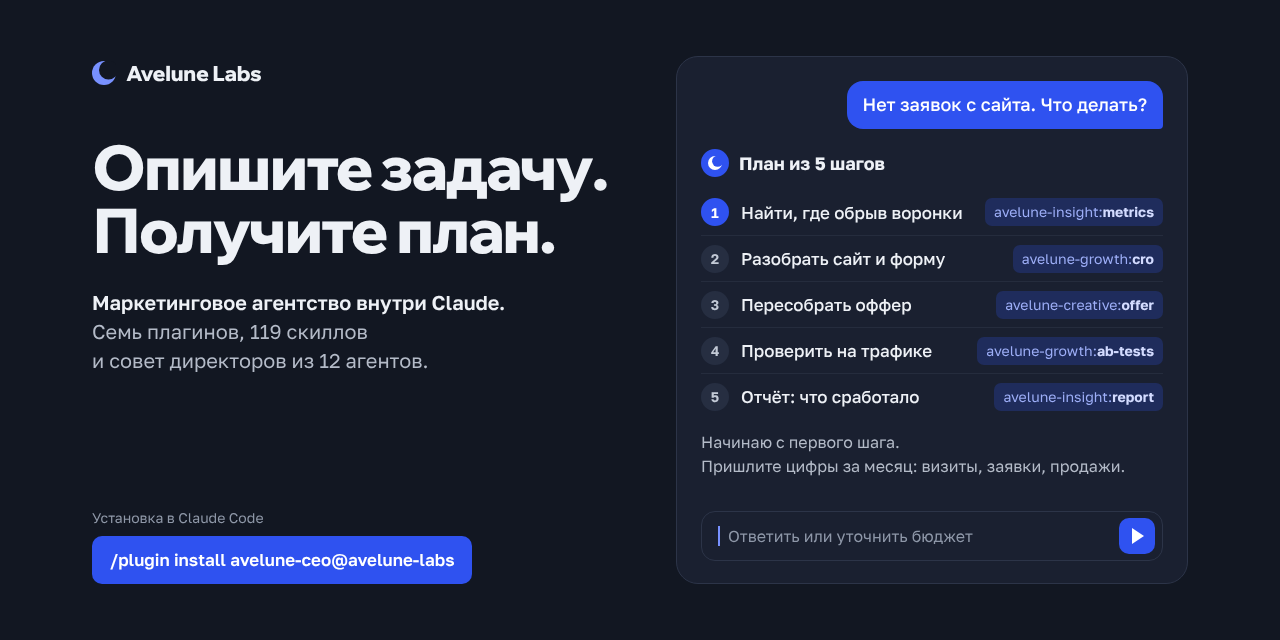 Avelune Labs
Опишите задачу.
Получите план.
Маркетинговое агентство внутри Claude.
Семь плагинов, 119 скиллов
и совет директоров из 12 агентов.
Установка в Claude Code
/plugin install avelune-ceo@avelune-labs
Нет заявок с сайта. Что делать?
План из 5 шагов
1 Найти, где обрыв воронки avelune-insight:metrics
2 Разобрать сайт и форму avelune-growth:cro
3 Пересобрать оффер avelune-creative:offer
4 Проверить на трафике avelune-growth:ab-tests
5 Отчёт: что сработало avelune-insight:report
Начинаю с первого шага.
Пришлите цифры за месяц: визиты, заявки, продажи.
Ответить или уточнить бюджет